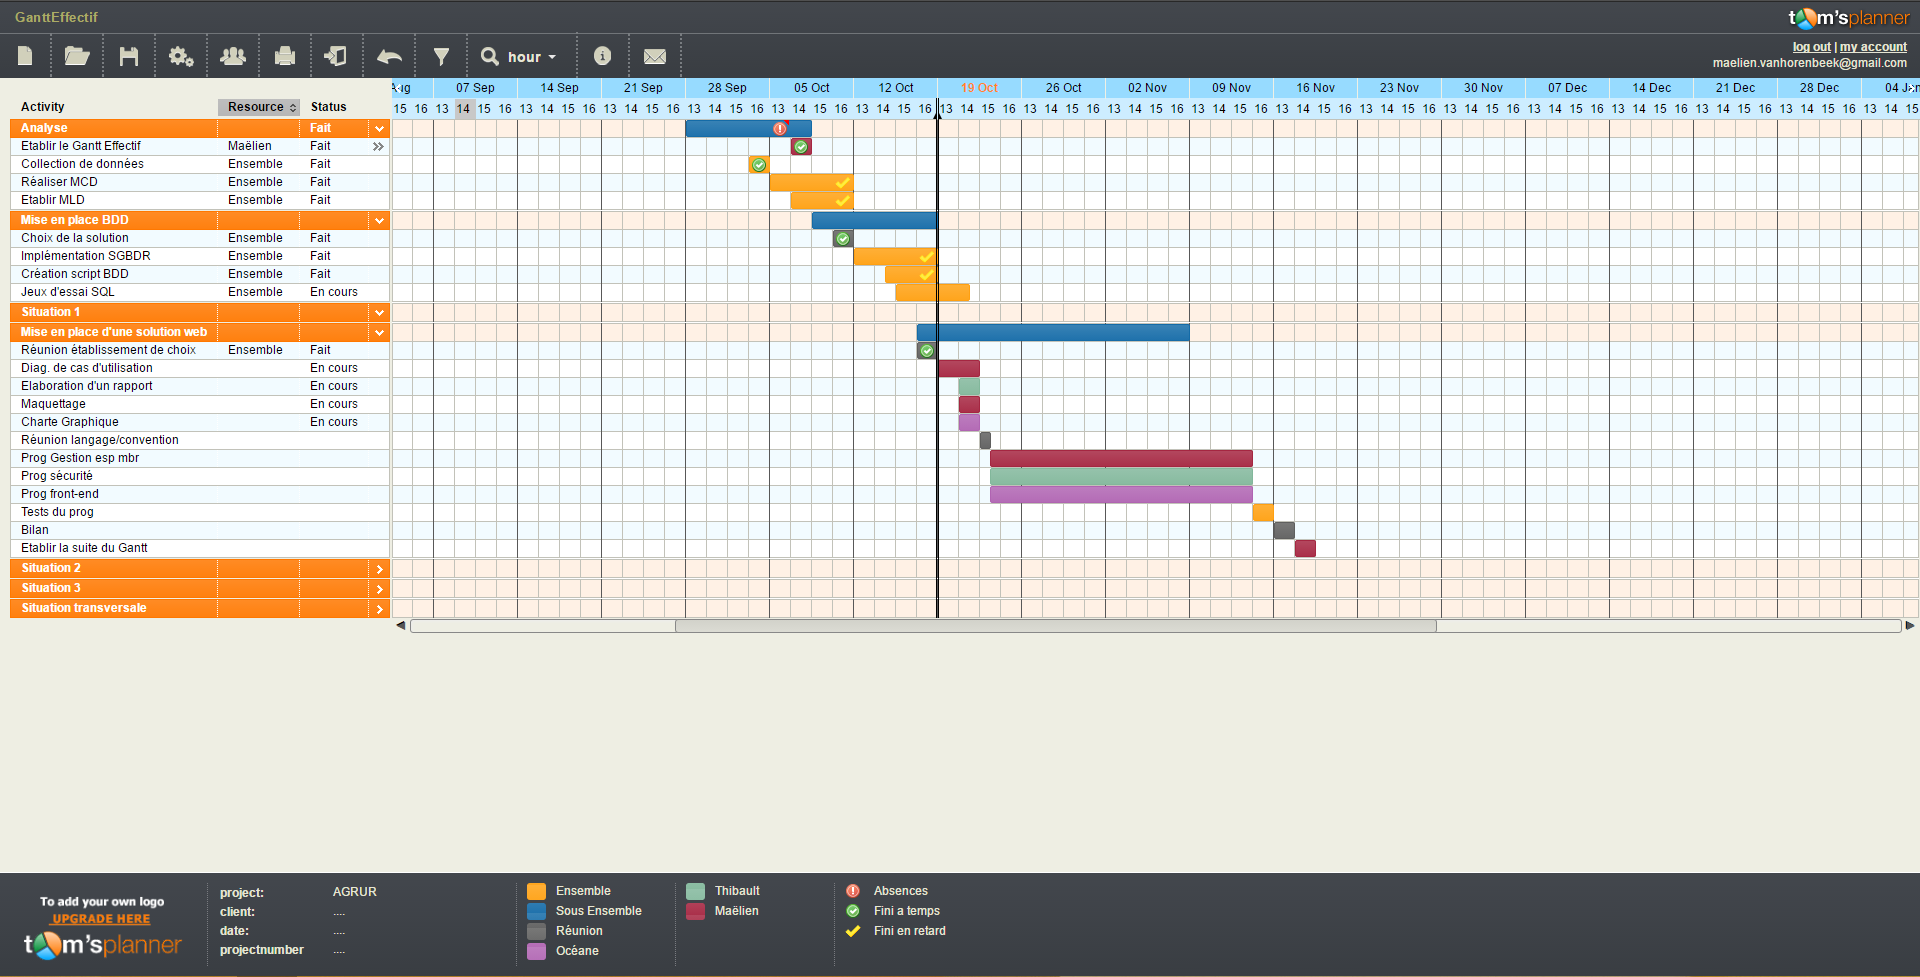 GanttEffectif
tom'splanner
log out | my account
maelien.vanhorenbeek@gmail.com
hour
Aug 07 Sep 14 Sep 21 Sep 28 Sep 05 Oct 12 Oct 19 Oct 26 Oct 02 Nov 09 Nov 16 Nov 23 Nov 30 Nov 07 Dec 14 Dec 21 Dec 28 Dec 04 Jan
Activity Resource Status
15 16 13 14 15 16 13 14 15 16 13 14 15 16 13 14 15 16 13 14 15 16 13 14 15 16 13 14 15 16 13 14 15 16 13 14 15 16 13 14 15 16 13 14 15 16 13 14 15 16 13 14 15 16 13 14 15 16 13 14 15 16 13 14 15 16 13 14 15 16 13 14 15
Analyse Fait
Etablir le Gantt Effectif Maëlien Fait
Collection de données Ensemble Fait
Réaliser MCD Ensemble Fait
Etablir MLD Ensemble Fait
Mise en place BDD
Choix de la solution Ensemble Fait
Implémentation SGBDR Ensemble Fait
Création script BDD Ensemble Fait
Jeux d'essai SQL Ensemble En cours
Situation 1
Mise en place d'une solution web
Réunion établissement de choix Ensemble Fait
Diag. de cas d'utilisation En cours
Elaboration d'un rapport En cours
Maquettage En cours
Charte Graphique En cours
Réunion langage/convention
Prog Gestion esp mbr
Prog sécurité
Prog front-end
Tests du prog
Bilan
Etablir la suite du Gantt
Situation 2
Situation 3
Situation transversale
To add your own logo
UPGRADE HERE
tom'splanner
project: AGRUR
client: ....
date: ....
projectnumber ....
Ensemble
Sous Ensemble
Réunion
Océane
Thibault
Maëlien
Absences
Fini a temps
Fini en retard